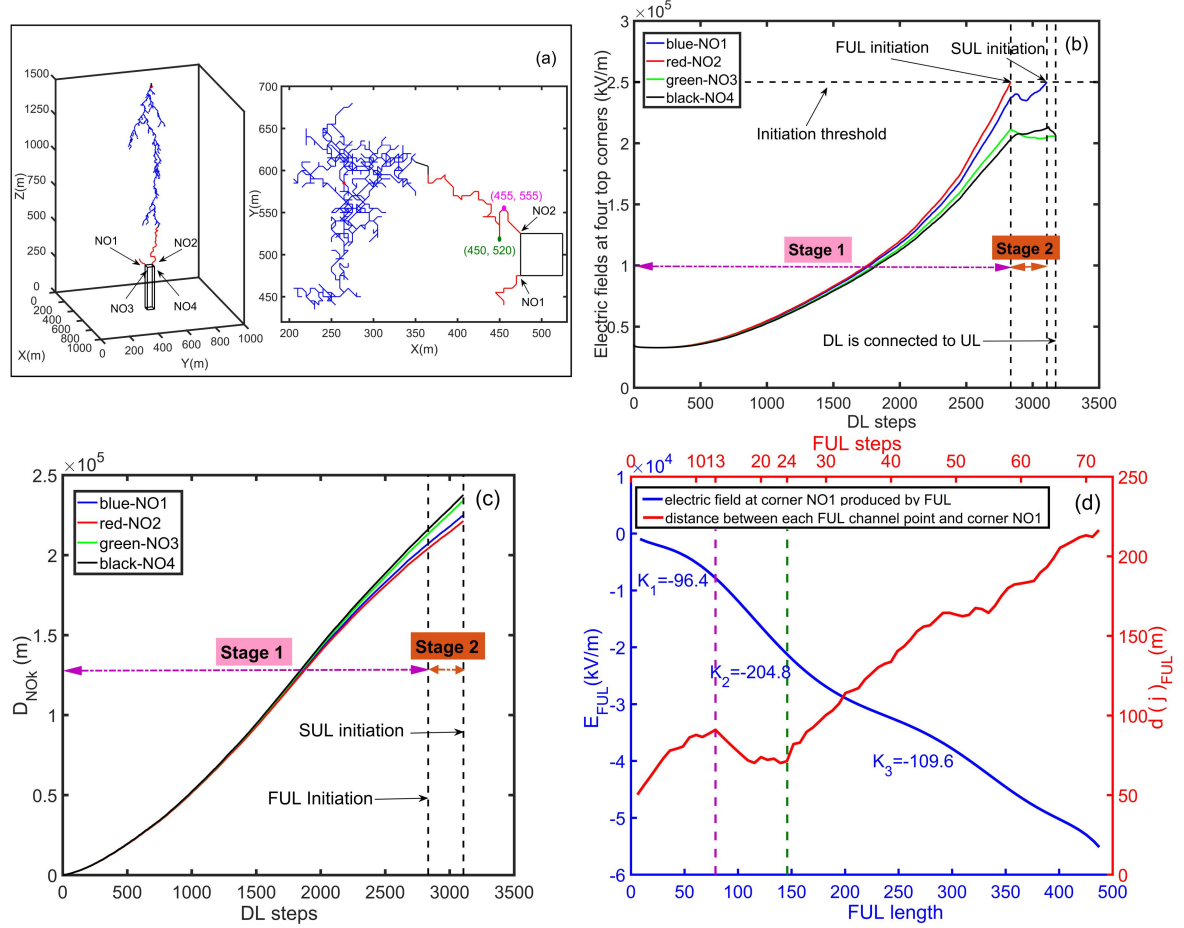 (a)
1500
1250
1000
750
500
250
0
Z(m)
NO1
NO2
NO3
NO4
0
200
400
600
800
1000
X(m)
0
200
400
600
800
1000
Y(m)
700
650
600
550
500
450
Y(m)
(455, 555)
NO2
(450, 520)
NO1
200
250
300
350
400
450
500
X(m)
×10⁵
3
2.5
2
1.5
1
0.5
0
Electric fields at four top corners (kV/m)
blue-NO1
red-NO2
green-NO3
black-NO4
FUL initiation
SUL initiation
(b)
Initiation threshold
Stage 1
Stage 2
DL is connected to UL
0
500
1000
1500
2000
2500
3000
3500
DL steps
×10⁵
2.5
2
1.5
1
0.5
0
D_NOk (m)
blue-NO1
red-NO2
green-NO3
black-NO4
(c)
Stage 1
Stage 2
SUL initiation
FUL Initiation
0
500
1000
1500
2000
2500
3000
3500
DL steps
FUL steps
0
10
13
20
24
30
40
50
60
70
×10⁴
1
0
-1
-2
-3
-4
-5
-6
E_FUL(kV/m)
electric field at corner NO1 produced by FUL
distance between each FUL channel point and corner NO1
(d)
K₁=-96.4
K₂=-204.8
K₃=-109.6
250
200
150
100
50
0
d ( j )_FUL(m)
0
50
100
150
200
250
300
350
400
450
500
FUL length